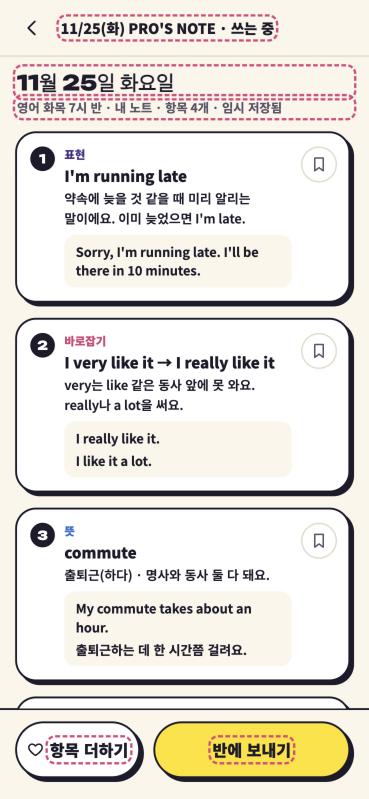 11/25(화) PRO'S NOTE · 쓰는 중
11월 25일 화요일
영어 화목 7시 반 · 내 노트 · 항목 4개 · 임시 저장됨
1
표현
I'm running late
약속에 늦을 것 같을 때 미리 알리는
말이에요. 이미 늦었으면 I'm late.
Sorry, I'm running late. I'll be
there in 10 minutes.
2
바로잡기
I very like it → I really like it
very는 like 같은 동사 앞에 못 와요.
really나 a lot을 써요.
I really like it.
I like it a lot.
3
뜻
commute
출퇴근(하다) · 명사와 동사 둘 다 돼요.
My commute takes about an
hour.
출퇴근하는 데 한 시간쯤 걸려요.
항목 더하기
반에 보내기